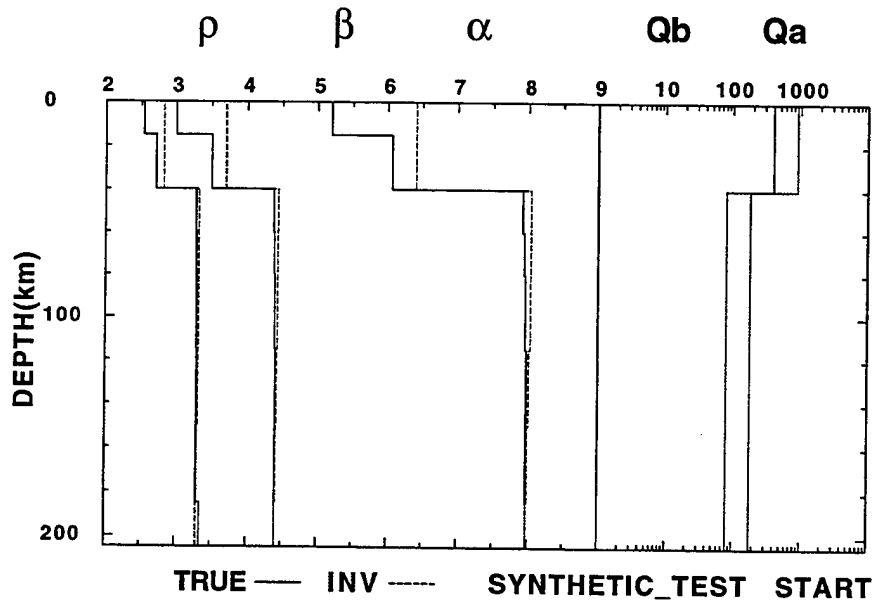 ρ β α Qb Qa
2 3 4 5 6 7 8 9 10 100 1000
0
100
200
DEPTH(km)
TRUE INV SYNTHETIC_TEST START